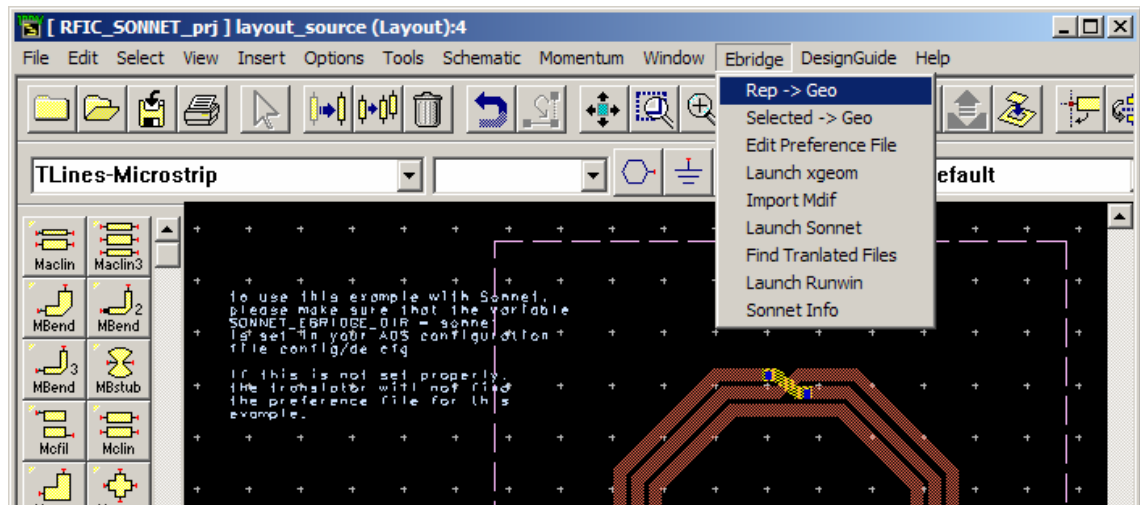 [ RFIC_SONNET_prj ] layout_source (Layout):4
File Edit Select View Insert Options Tools Schematic Momentum Window Ebridge DesignGuide Help
Rep -> Geo
Selected -> Geo
Edit Preference File
Launch xgeom
Import Mdif
Launch Sonnet
Find Tranlated Files
Launch Runwin
Sonnet Info
TLines-Microstrip
efault
Maclin Maclin3
MBend MBend
MBend MBstub
Mcfil Mclin
to use this example with Sonnet,
please make sure that the variable
SONNET_EBRIDGE_DIR = sonnet
is set in your ADS configuration
file config/de cfg
If this is not set properly,
the translator will not find
the preference file for this
example.